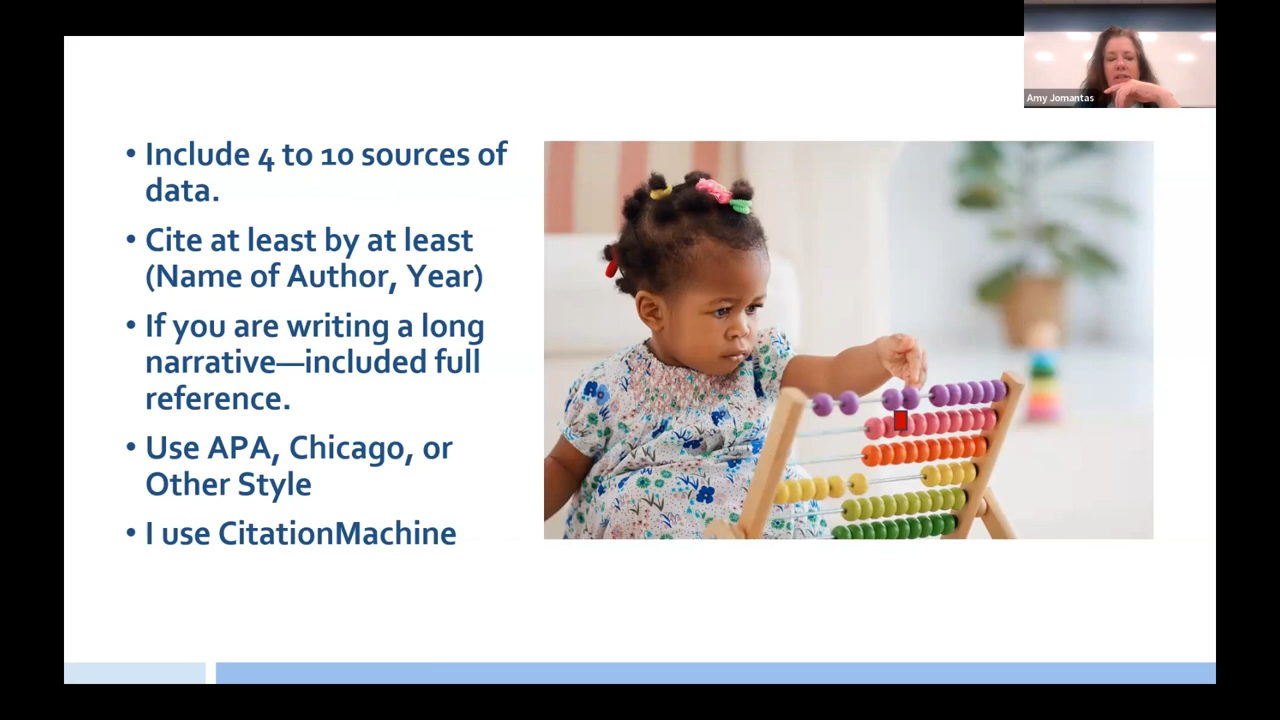 Amy Jomantas
• Include 4 to 10 sources of
data.
• Cite at least by at least
(Name of Author, Year)
• If you are writing a long
narrative—included full
reference.
• Use APA, Chicago, or
Other Style
• I use CitationMachine